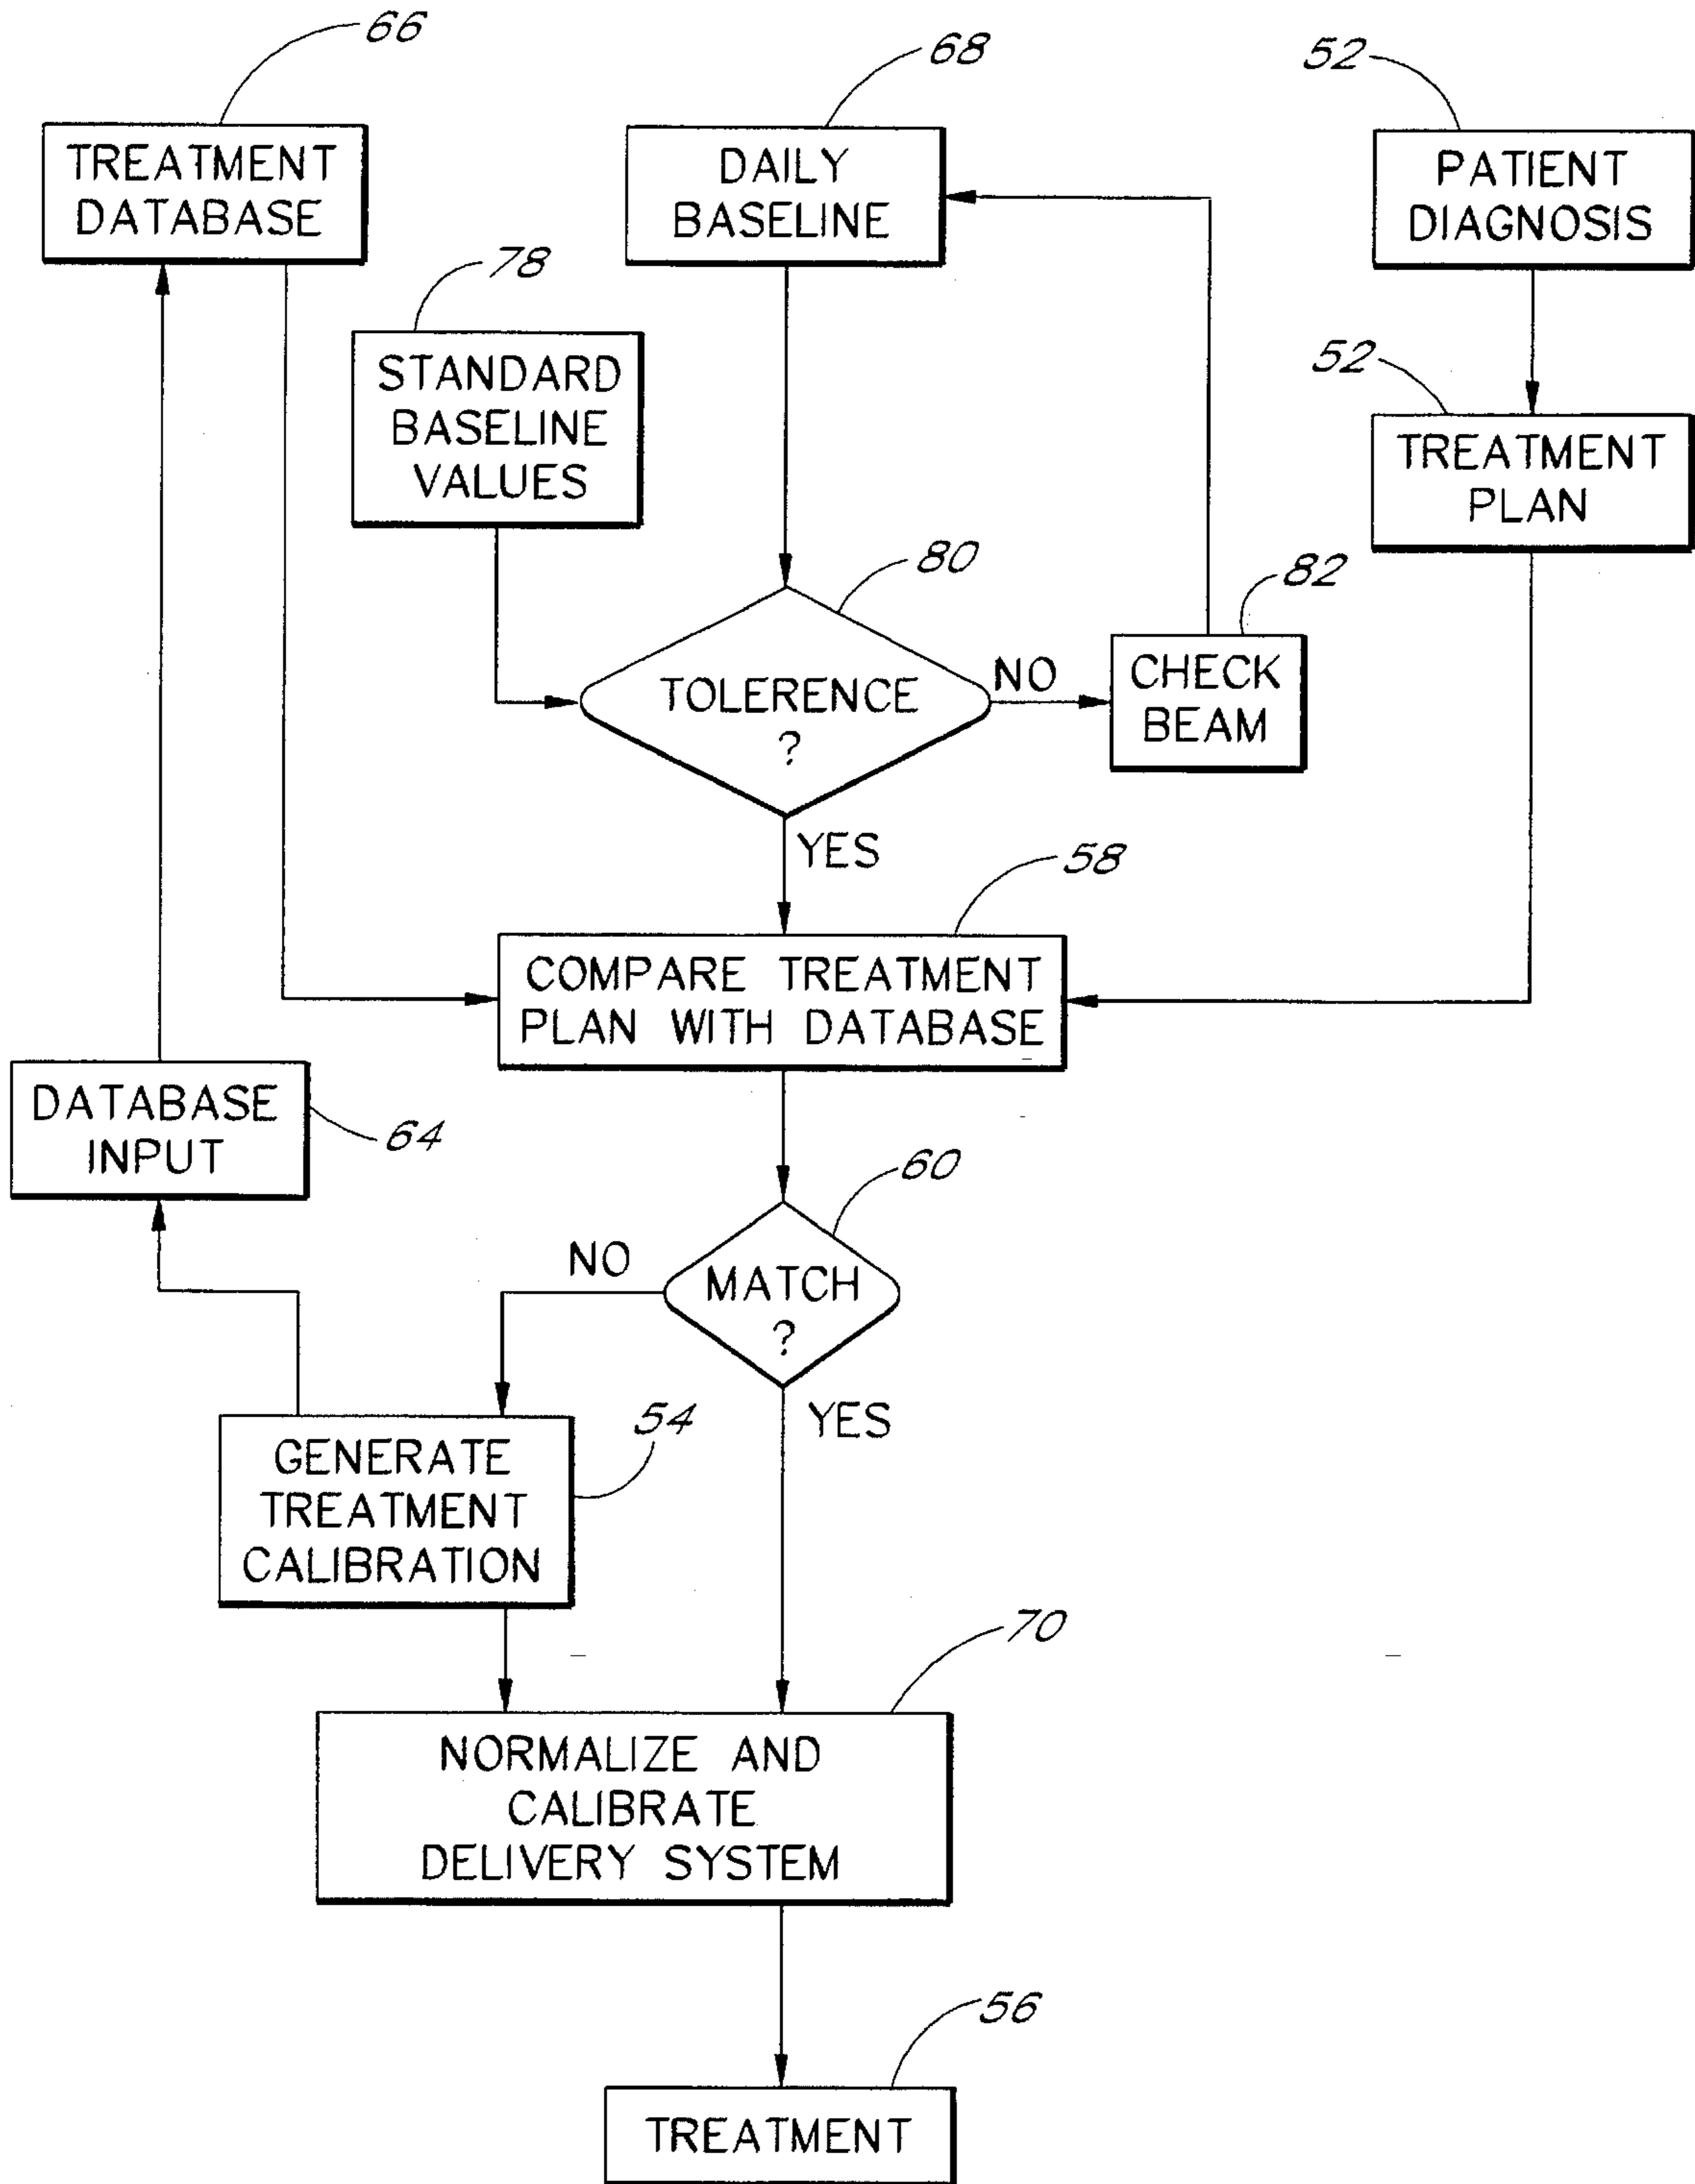 66
68
52
TREATMENT
DATABASE
DAILY
BASELINE
PATIENT
DIAGNOSIS
78
STANDARD
BASELINE
VALUES
52
TREATMENT
PLAN
80
82
TOLERENCE
?
NO
CHECK
BEAM
YES
58
COMPARE TREATMENT
PLAN WITH DATABASE
DATABASE
INPUT
64
60
NO
MATCH
?
YES
54
GENERATE
TREATMENT
CALIBRATION
70
NORMALIZE AND
CALIBRATE
DELIVERY SYSTEM
56
TREATMENT